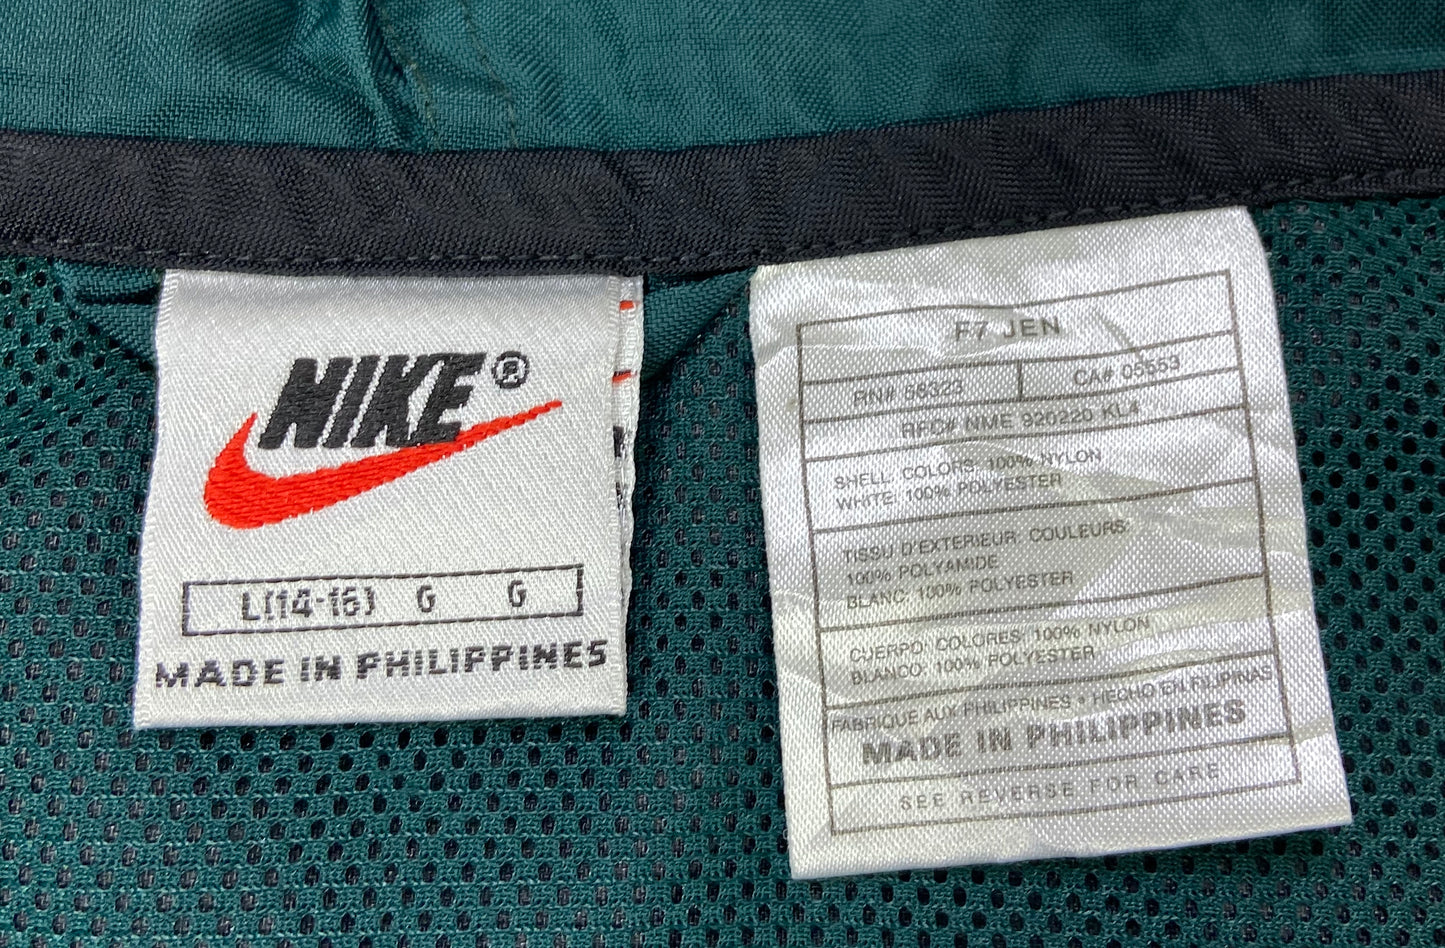 NIKE®
L(14-16) G G
MADE IN PHILIPPINES
F7 JEN
RN# 56323
CA# 05553
RFC# NME 920220 KL4
SHELL: COLORS: 100% NYLON
WHITE: 100% POLYESTER
TISSU D'EXTERIEUR: COULEURS:
100% POLYAMIDE
BLANC: 100% POLYESTER
CUERPO: COLORES: 100% NYLON
BLANCO: 100% POLYESTER
FABRIQUE AUX PHILIPPINES • HECHO EN FILIPINAS
MADE IN PHILIPPINES
SEE REVERSE FOR CARE